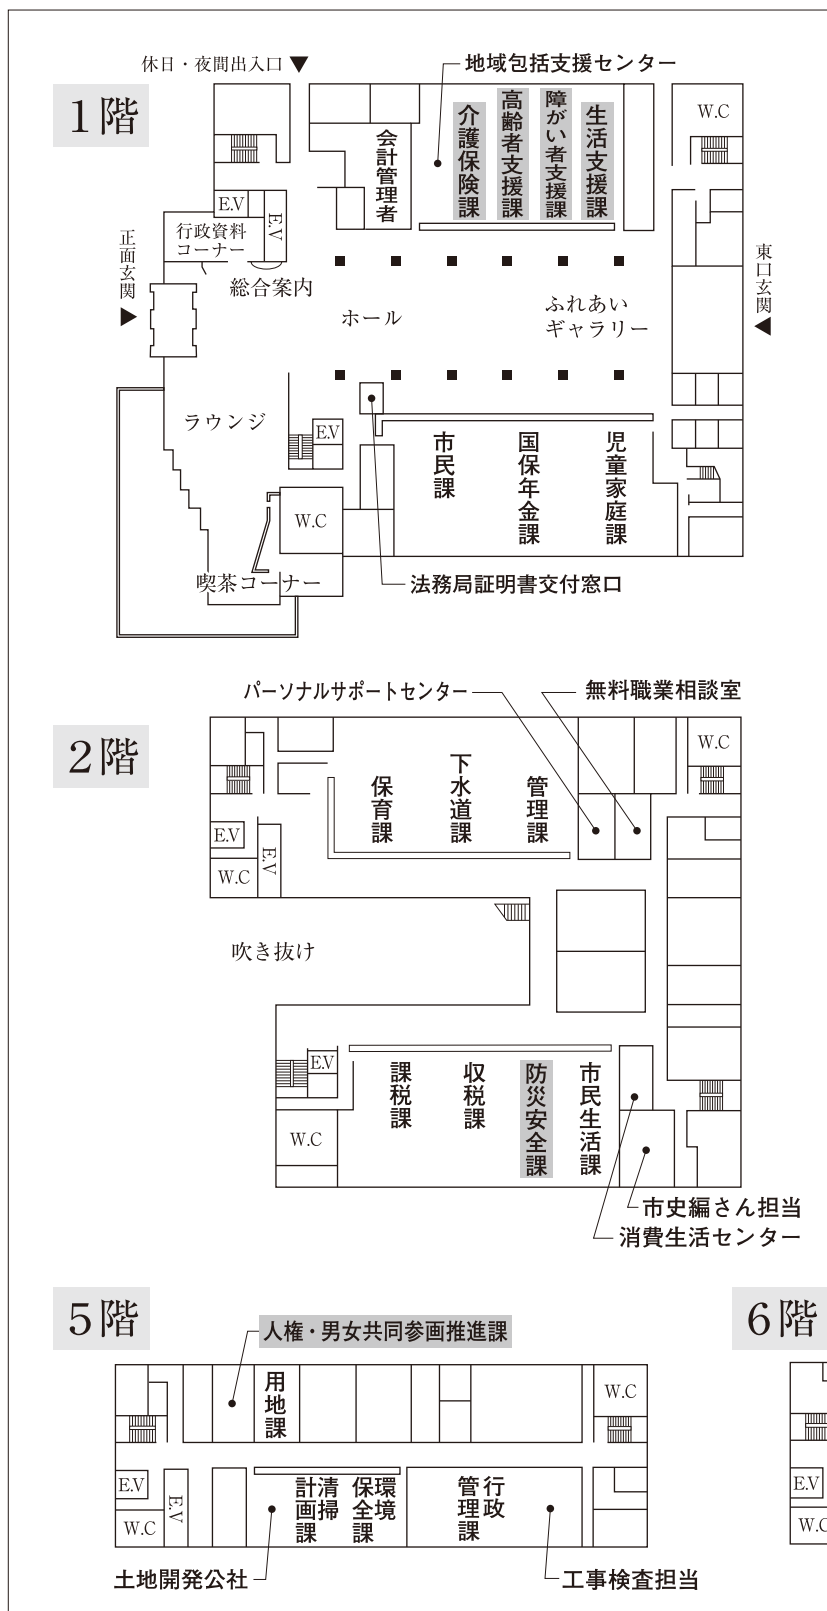 1階
休日・夜間出入口
地域包括支援センター
会計管理者
介護保険課
高齢者支援課
障がい者支援課
生活支援課
W.C
E.V
E.V
行政資料
コーナー
正面玄関
総合案内
ホール
ふれあい
ギャラリー
東口玄関
ラウンジ
E.V
市民課
国保年金課
児童家庭課
W.C
喫茶コーナー
法務局証明書交付窓口
2階
パーソナルサポートセンター
無料職業相談室
保育課
下水道課
管理課
W.C
E.V
E.V
W.C
吹き抜け
E.V
課税課
収税課
防災安全課
市民生活課
W.C
市史編さん担当
消費生活センター
5階
人権・男女共同参画推進課
用地課
W.C
E.V
E.V
W.C
清掃
計画課
環境
保全課
行政
管理課
土地開発公社
工事検査担当
6階
E.V
W.C